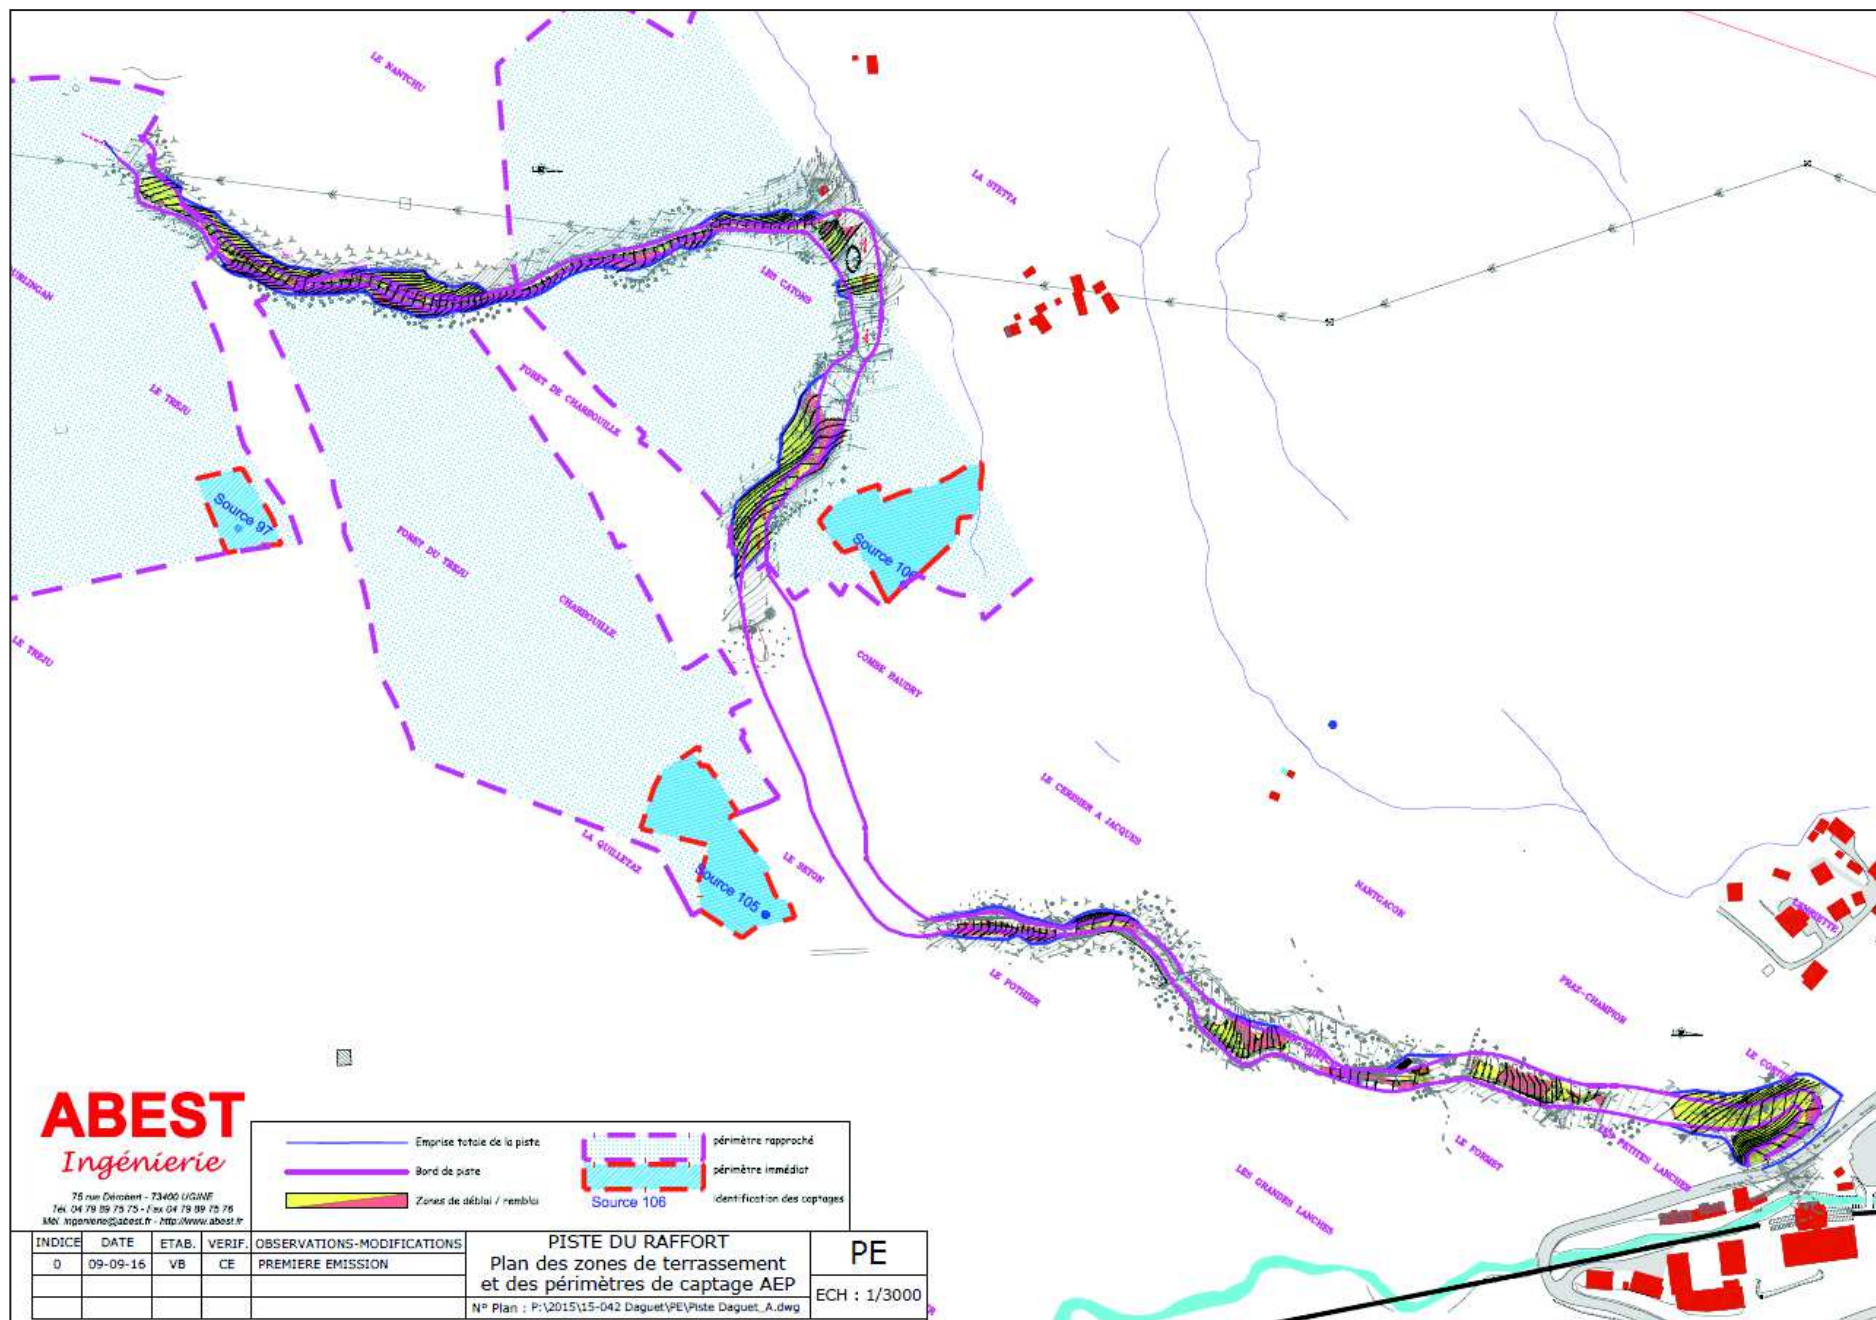 LE NANTCHU
LA STETTA
LES CATONS
LE TREJU
FORET DE CHARBOUILLE
Source 97
FORET DU TREJU
CHARBOUILLE
Source 106
LE TREJU
COMBE BAUDRY
LE CERISIER A JACQUES
LA QUILLETAZ
LE SETON
Source 105
NANTGACON
LE POTHIER
PRAZ-CHAMPION
LE FORMET
LES PETITES LANCHES
LES GRANDES LANCHES
ABEST
Ingénierie
75 rue Dérobert - 73400 UGINE
Tél. 04 79 89 75 75 - Fax 04 79 89 75 76
Mél. ingenierie@abest.fr - http://www.abest.fr
Emprise totale de la piste
Bord de piste
Zones de déblai / remblai
périmètre rapproché
périmètre immédiat
Source 106
identification des captages
INDICE DATE ETAB. VERIF. OBSERVATIONS-MODIFICATIONS
0 09-09-16 VB CE PREMIERE EMISSION
PISTE DU RAFFORT
Plan des zones de terrassement
et des périmètres de captage AEP
N° Plan : P:\2015\15-042 Daguet\PE\Piste Daguet_A.dwg
PE
ECH : 1/3000